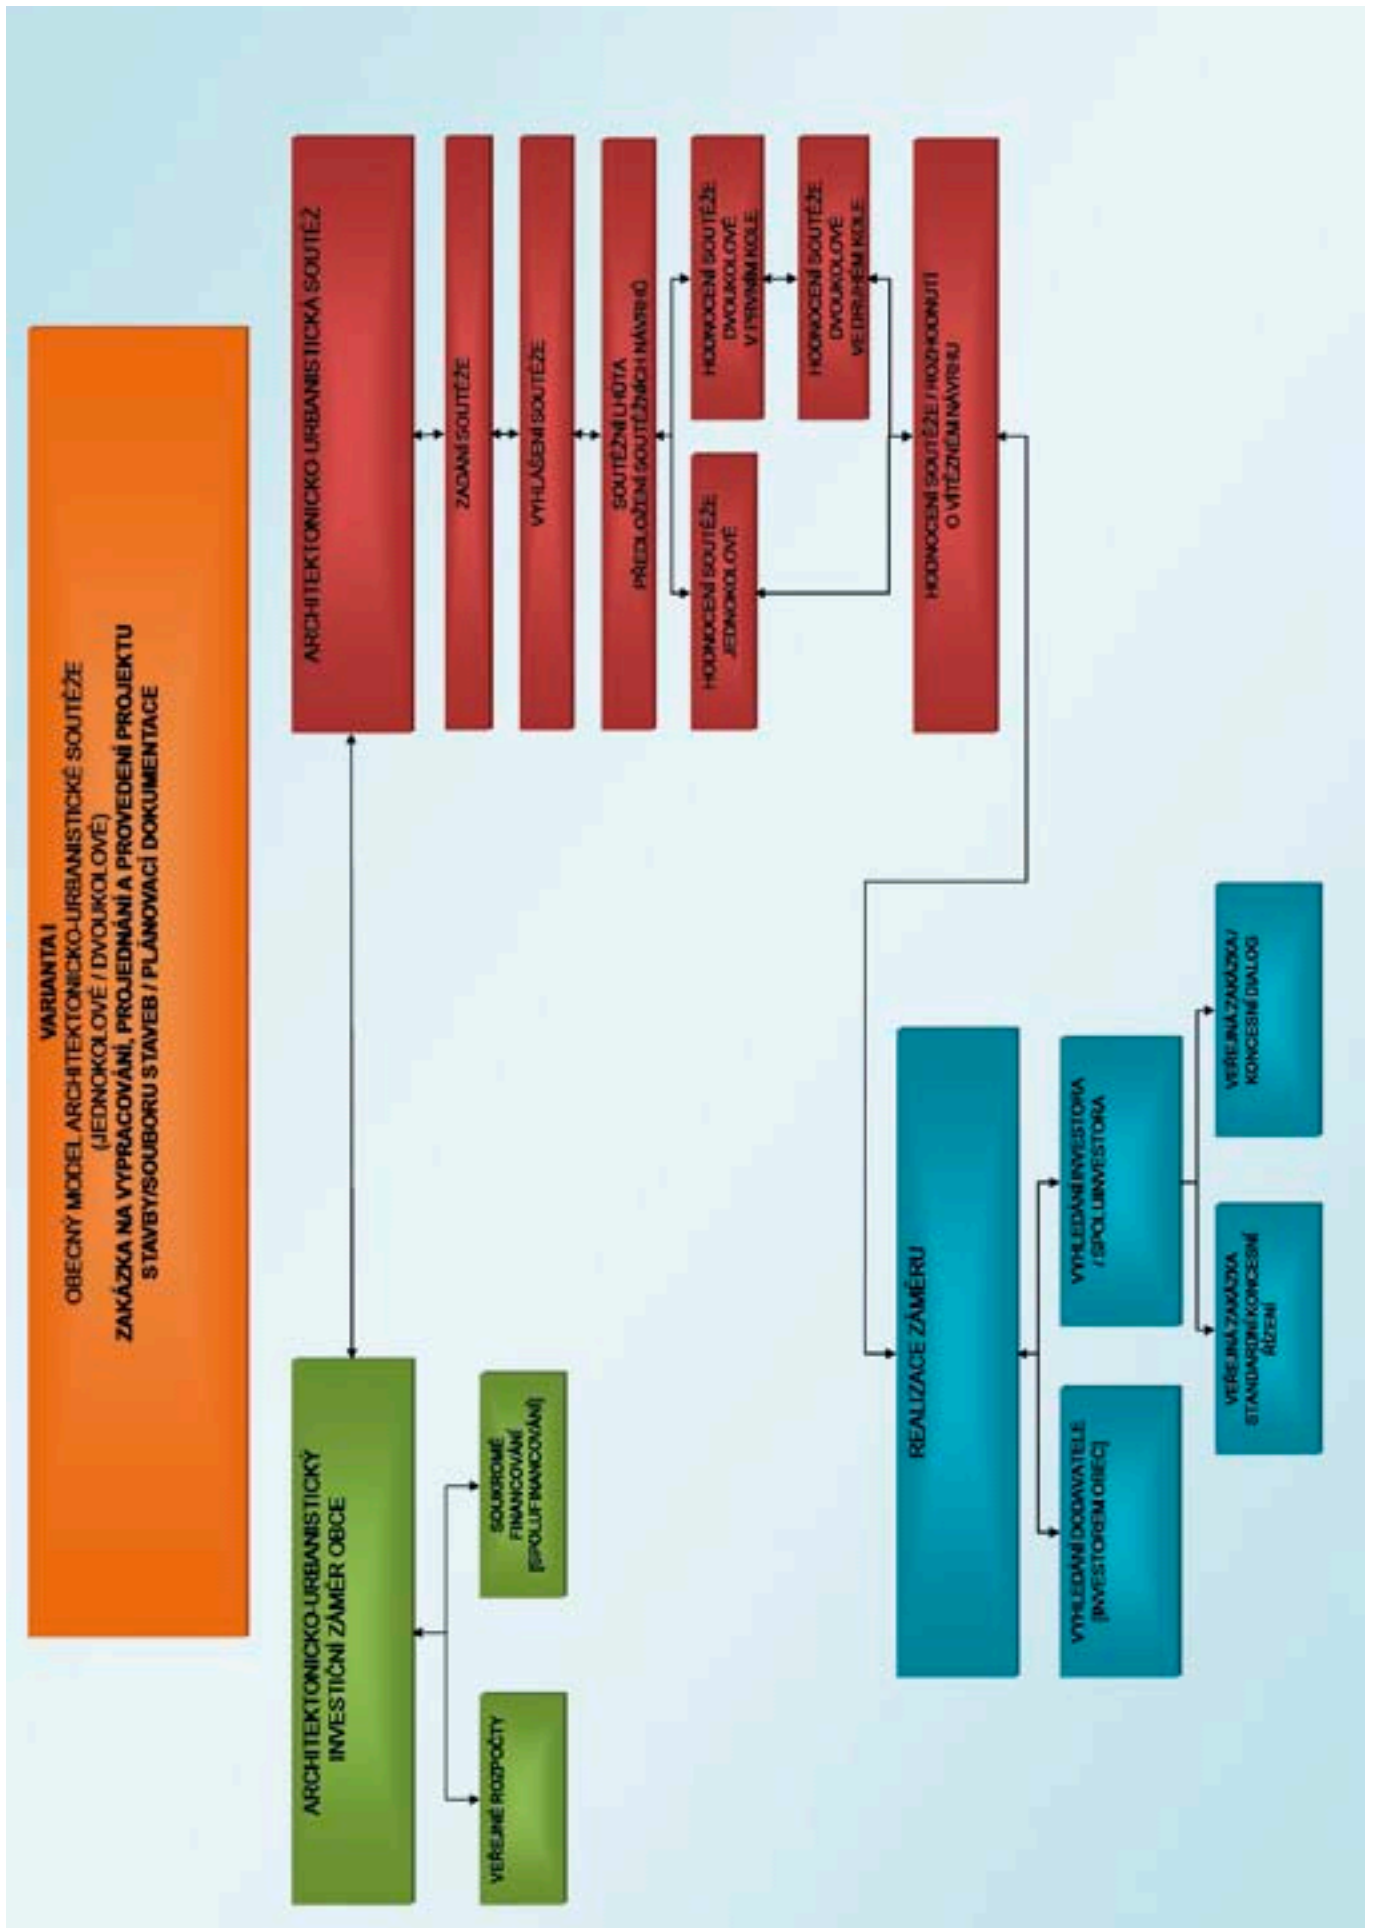 VARIANTA I
OBECNÝ MODEL ARCHITEKTONICKO-URBANISTICKÉ SOUTĚŽE
(JEDNOKOLOVÉ / DVOUKOLOVÉ)
ZAKÁZKA NA VYPRACOVÁNÍ, PROJEDNÁNÍ A PROVEDENÍ PROJEKTU
STAVBY/SOUBORU STAVEB / PLÁNOVACÍ DOKUMENTACE
ARCHITEKTONICKO-URBANISTICKÝ
INVESTIČNÍ ZÁMĚR OBCE
VEŘEJNÉ ROZPOČTY
SOUKROMÉ
FINANCOVÁNÍ
[SPOLUFINANCOVÁNÍ]
ARCHITEKTONICKO-URBANISTICKÁ SOUTĚŽ
ZADÁNÍ SOUTĚŽE
VYHLÁŠENÍ SOUTĚŽE
SOUTĚŽNÍ LHŮTA
PŘEDLOŽENÍ SOUTĚŽNÍCH NÁVRHŮ
HODNOCENÍ SOUTĚŽE
JEDNOKOLOVÉ
HODNOCENÍ SOUTĚŽE
DVOUKOLOVÉ
V PRVNÍM KOLE
HODNOCENÍ SOUTĚŽE
DVOUKOLOVÉ
VE DRUHÉM KOLE
HODNOCENÍ SOUTĚŽE / ROZHODNUTÍ
O VÍTĚZNÉM NÁVRHU
REALIZACE ZÁMĚRU
VYHLEDÁNÍ DODAVATELE
[INVESTOREM OBEC]
VYHLEDÁNÍ INVESTORA
/ SPOLUINVESTORA
VEŘEJNÁ ZAKÁZKA
STANDARDNÍ KONCESNÍ
ŘÍZENÍ
VEŘEJNÁ ZAKÁZKA/
KONCESNÍ DIALOG